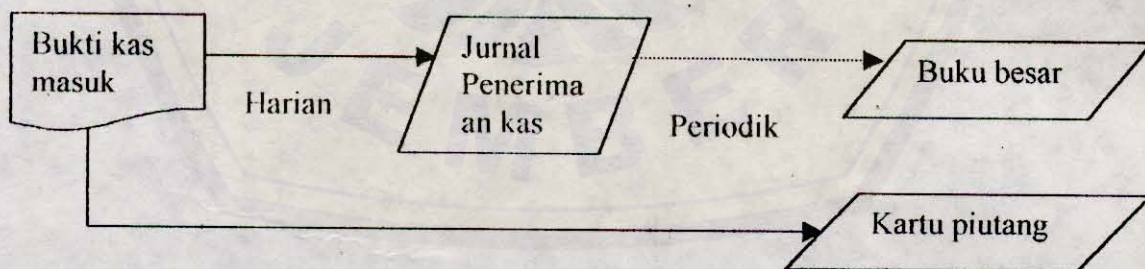 Bukti kas
masuk
Harian
Jurnal
Penerima
an kas
Periodik
Buku besar
Kartu piutang